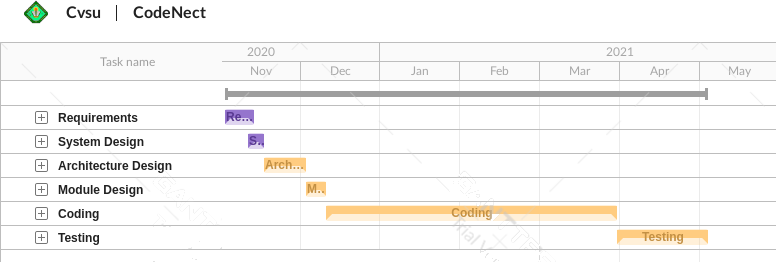 Cvsu | CodeNect
2020 2021
Task name
Nov Dec Jan Feb Mar Apr May
Requirements Re...
System Design S..
Architecture Design Arch...
Module Design M..
Coding Coding
Testing Testing